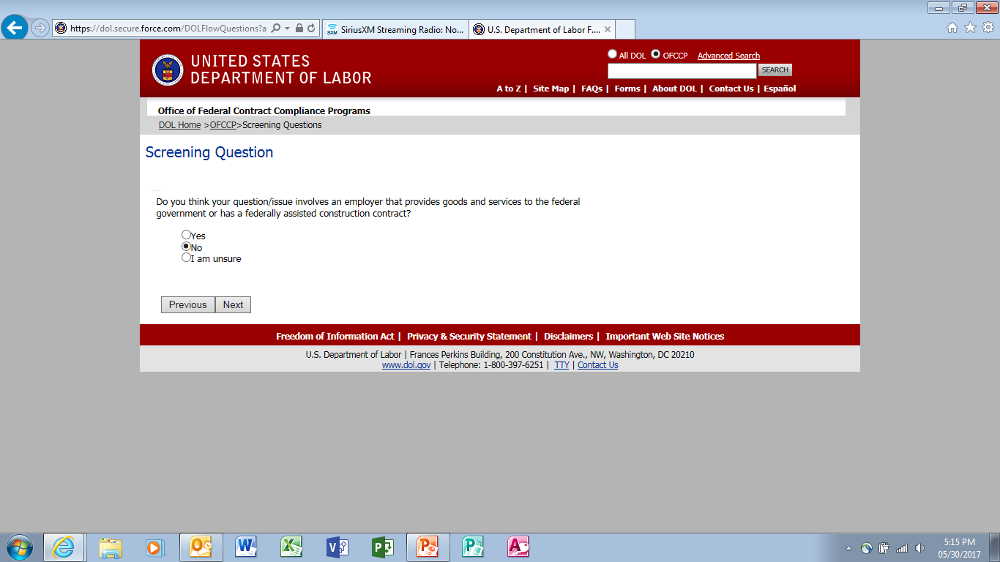 https://dol.secure.force.com/DOLFlowQuestions?a
SXM SiriusXM Streaming Radio: No...
U.S. Department of Labor F....
UNITED STATES
DEPARTMENT OF LABOR
All DOL OFCCP Advanced Search
SEARCH
A to Z | Site Map | FAQs | Forms | About DOL | Contact Us | Español
Office of Federal Contract Compliance Programs
DOL Home >OFCCP>Screening Questions
Screening Question
Do you think your question/issue involves an employer that provides goods and services to the federal
government or has a federally assisted construction contract?
Yes
No
I am unsure
Previous Next
Freedom of Information Act | Privacy & Security Statement | Disclaimers | Important Web Site Notices
U.S. Department of Labor | Frances Perkins Building, 200 Constitution Ave., NW, Washington, DC 20210
www.dol.gov | Telephone: 1-800-397-6251 | TTY | Contact Us
5:15 PM
05/30/2017